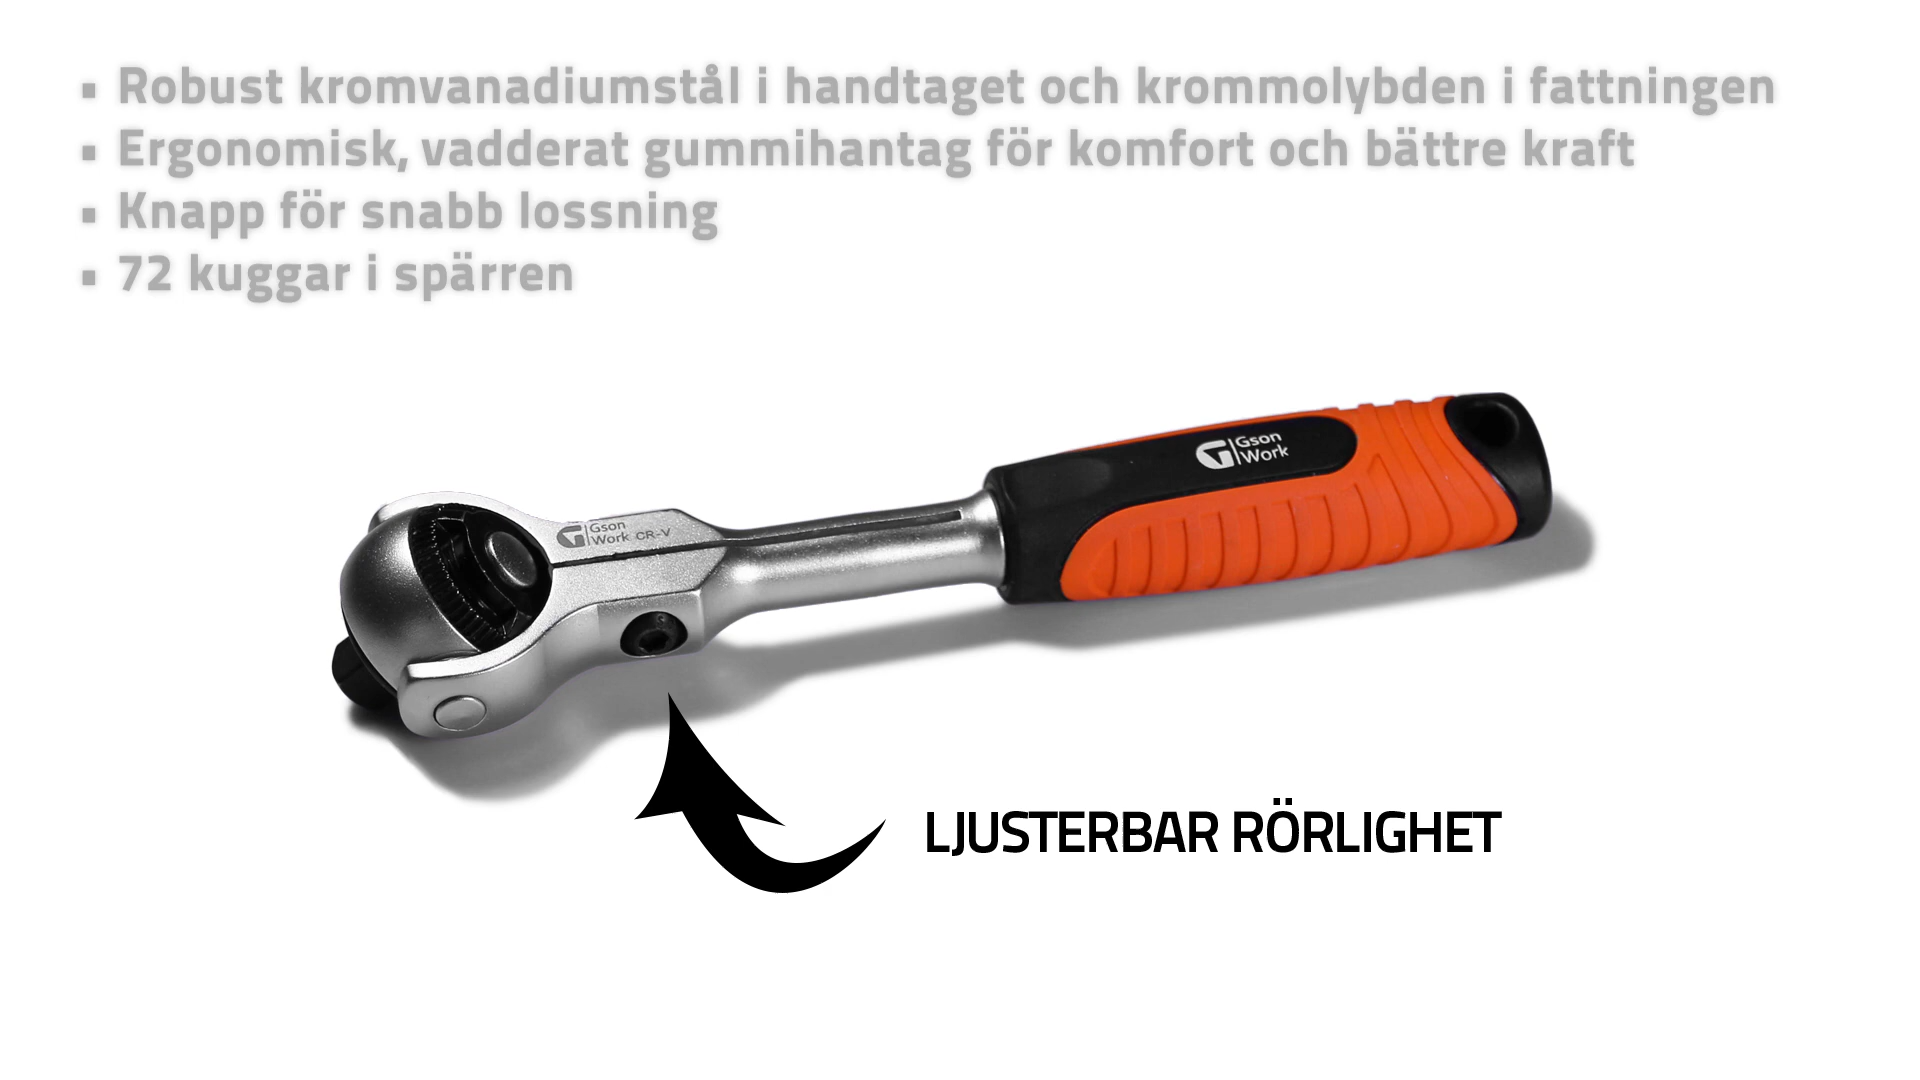 ▪ Robust kromvanadiumstål i handtaget och krommolybden i fattningen
▪ Ergonomisk, vadderat gummihantag för komfort och bättre kraft
▪ Knapp för snabb lossning
▪ 72 kuggar i spärren
Gson
Work
Gson
Work CR-V
LJUSTERBAR RÖRLIGHET